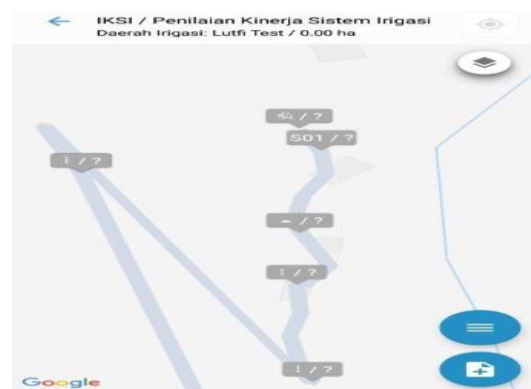 IKSI / Penilaian Kinerja Sistem Irigasi
Daerah Irigasi: Lutfi Test / 0.00 ha
/ ?
S01 / ?
I / ?
/ ?
I / ?
I / ?
Google